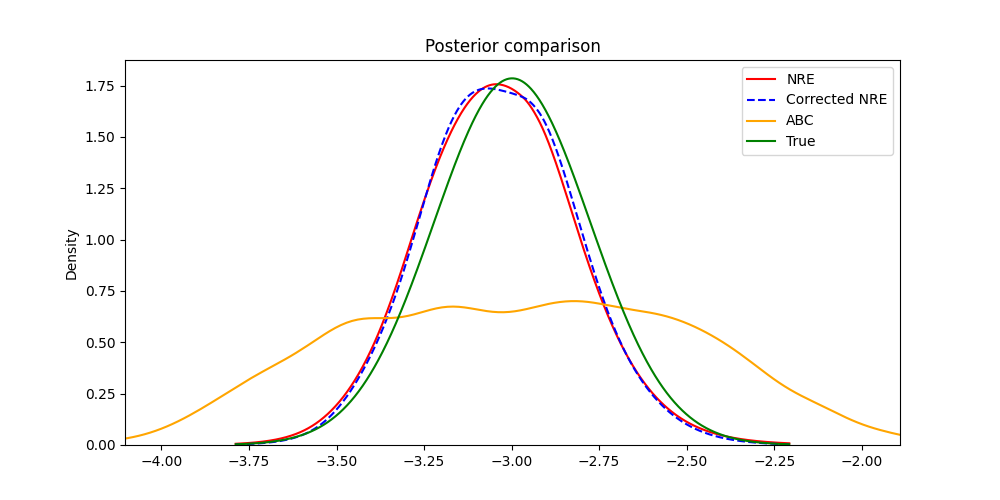 Posterior comparison
NRE
Corrected NRE
ABC
True
Density
1.75
1.50
1.25
1.00
0.75
0.50
0.25
0.00
−4.00 −3.75 −3.50 −3.25 −3.00 −2.75 −2.50 −2.25 −2.00